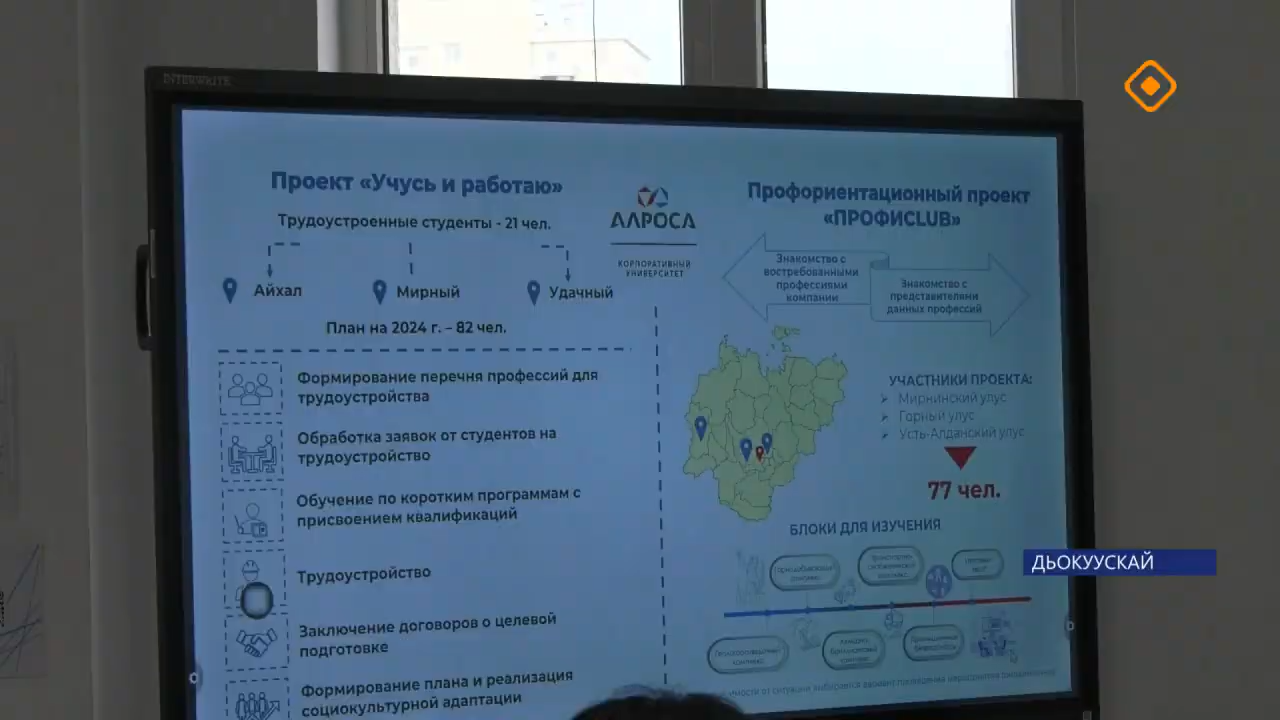 INTERWRITE
Проект «Учусь и работаю»
Трудоустроенные студенты - 21 чел.
Айхал
Мирный
Удачный
План на 2024 г. – 82 чел.
Формирование перечня профессий для
трудоустройства
Обработка заявок от студентов на
трудоустройство
Обучение по коротким программам с
присвоением квалификаций
Трудоустройство
Заключение договоров о целевой
подготовке
Формирование плана и реализация
социокультурной адаптации
АЛРОСА
КОРПОРАТИВНЫЙ
УНИВЕРСИТЕТ
Профориентационный проект
«ПРОФИCLUB»
Знакомство с
востребованными
профессиями
компании
Знакомство с
представителями
данных профессий
УЧАСТНИКИ ПРОЕКТА:
Мирнинский улус
Горный улус
Усть-Алданский улус
77 чел.
БЛОКИ ДЛЯ ИЗУЧЕНИЯ
ДЬОКУУСКАЙ